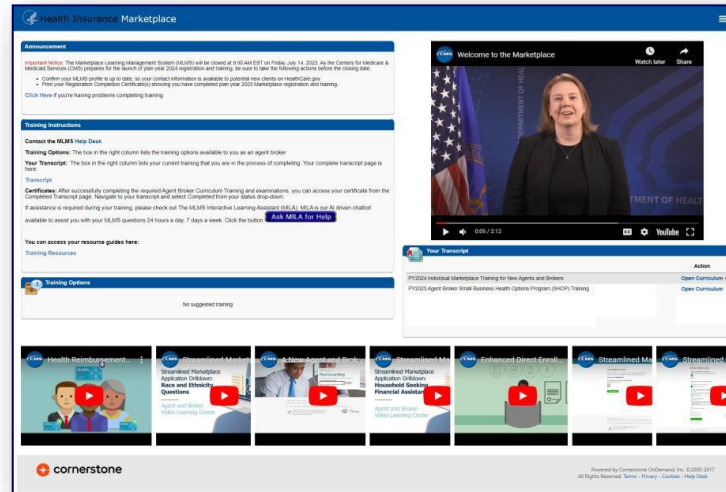 Health Insurance Marketplace
Announcement
Important Notice: The Marketplace Learning Management System (MLMS) will be closed at 9:00 AM EST on Friday July 14, 2023. As the Centers for Medicare &
Medicaid Services (CMS) prepares for the launch of plan year 2024 registration and training, be sure to take the following actions before the closing date:
Confirm your MLMS profile is up to date, so your contact information is available to potential new clients on HealthCare.gov.
Print your Registration Completion Certificate(s) showing you have completed plan year 2023 Marketplace registration and training.
Click Here if you're having problems completing training
Training Instructions
Contact the MLMS Help Desk
Training Options: The box in the right column lists the training options available to you as an agent broker
Your Transcript: The box in the right column lists your current training that you are in the process of completing. Your complete transcript page is
here:
Transcript
Certificates: After successfully completing the required Agent Broker Curriculum Training and examinations, you can access your certificate from the
Completed Transcript page. Navigate to your transcript and select Completed from your status drop-down.
If assistance is required during your training, please check out The MLMS Interactive Learning Assistant (MILA). MILA is our AI driven chatbot
available to assist you with your MLMS questions 24 hours a day, 7 days a week. Click the button Ask MILA for Help
You can access your resource guides here:
Training Resources
Training Options
No suggested training
CMS Welcome to the Marketplace
Watch later Share
DEPARTMENT OF HEAL
TMENT OF HEALT
0:05 / 2:12 YouTube
Your Transcript
Action
PY2024 Individual Marketplace Training for New Agents and Brokers Open Curriculum
PY2023 Agent Broker Small Business Health Options Program (SHOP) Training Open Curriculum
CMS Health Reimbursement...
CMS Streamlined Marketp
Streamlined Marketplace
Application Drilldown:
Race and Ethnicity
Questions
Agent and Broker
Video Learning Center
CMS A New Agent and Brok...
CMS Streamlined Ma
Streamlined Marketplace
Application Drilldown:
Household Seeking
Financial Assistan
Agent and Broker
Video Learning Center
CMS Enhanced Direct Enroll...
CMS Streamlined Ma
CMS Streamlined
cornerstone
Powered by Cornerstone OnDemand, Inc. ©2000-2017
All Rights Reserved. Terms - Privacy - Cookies - Help Desk